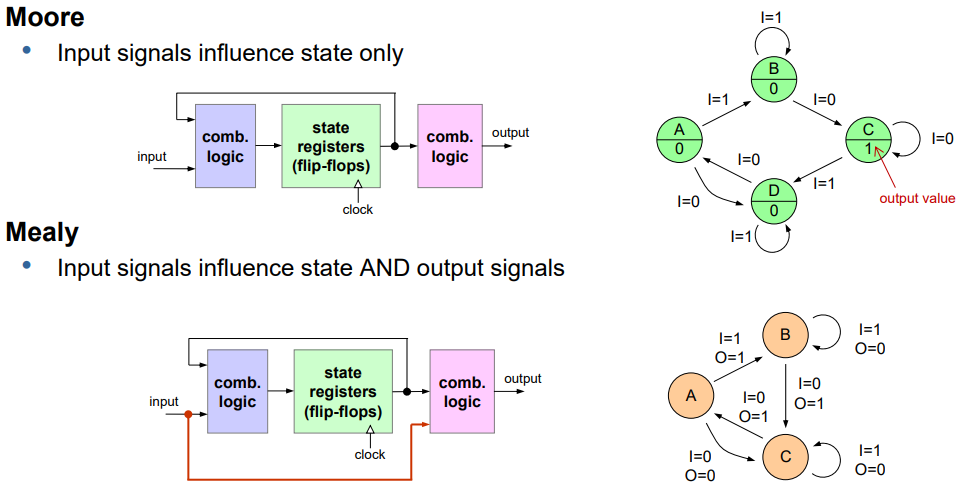 Moore
• Input signals influence state only
comb.
logic
state
registers
(flip-flops)
comb.
logic
input
output
clock
I=1
B
0
I=1
I=0
A
0
C
1
I=0
I=0
D
0
I=1
I=0
I=1
output value
Mealy
• Input signals influence state AND output signals
comb.
logic
state
registers
(flip-flops)
comb.
logic
input
output
clock
B
I=1
O=0
I=1
O=1
I=0
O=1
A
I=0
O=1
C
I=0
O=0
I=1
O=0